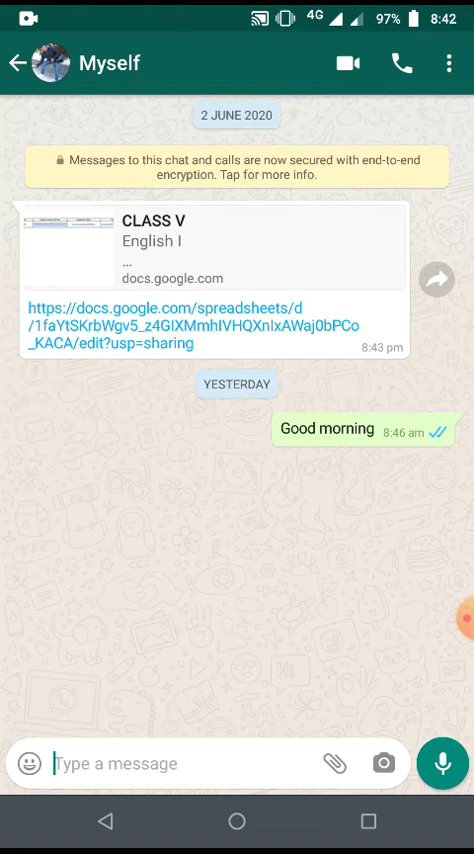 4G 97% 8:42
Myself
2 JUNE 2020
Messages to this chat and calls are now secured with end-to-end
encryption. Tap for more info.
CLASS V
English I
...
docs.google.com
https://docs.google.com/spreadsheets/d
/1faYtSKrbWgv5_z4GIXMmhIVHQXnIxAWaj0bPCo
_KACA/edit?usp=sharing
8:43 pm
YESTERDAY
Good morning 8:46 am
Type a message